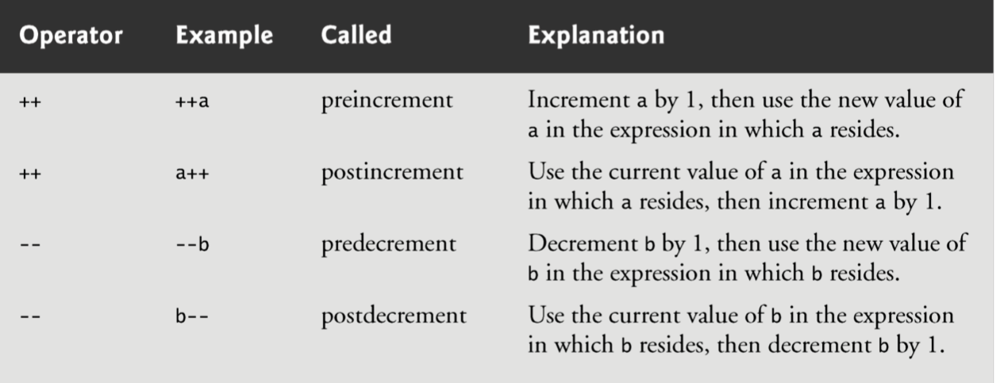 Operator Example Called Explanation
++ ++a preincrement Increment a by 1, then use the new value of
a in the expression in which a resides.
++ a++ postincrement Use the current value of a in the expression
in which a resides, then increment a by 1.
-- --b predecrement Decrement b by 1, then use the new value of
b in the expression in which b resides.
-- b-- postdecrement Use the current value of b in the expression
in which b resides, then decrement b by 1.